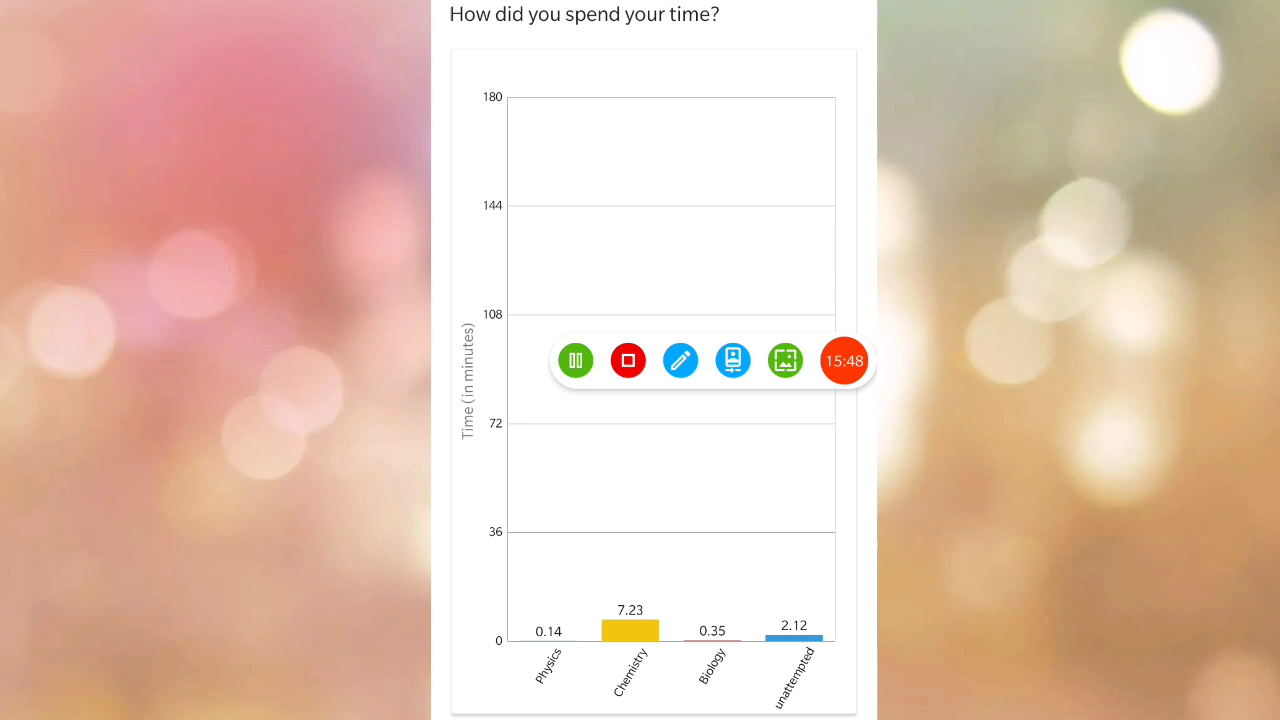 How did you spend your time?
180
144
108
72
36
0
Time ( in minutes)
15:48
0.14
7.23
0.35
2.12
Physics
Chemistry
Biology
unattempted